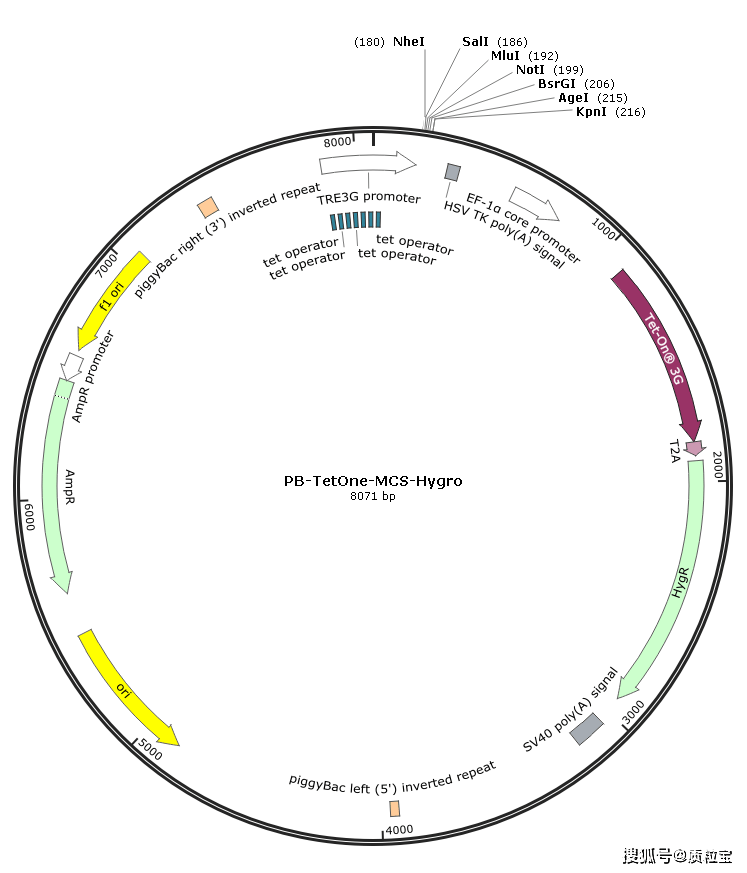 (180) NheI
SalI (186)
MluI (192)
NotI (199)
BsrGI (206)
AgeI (215)
KpnI (216)
8000
TRE3G promoter
tet operator
tet operator
tet operator
tet operator
HSV TK poly(A) signal
EF-1α core promoter
1000
Tet-On® 3G
T2A
2000
HygR
3000
SV40 poly(A) signal
4000
piggyBac left (5') inverted repeat
5000
ori
6000
AmpR
AmpR promoter
f1 ori
7000
piggyBac right (3') inverted repeat
PB-TetOne-MCS-Hygro
8071 bp
搜狐号@质粒宝